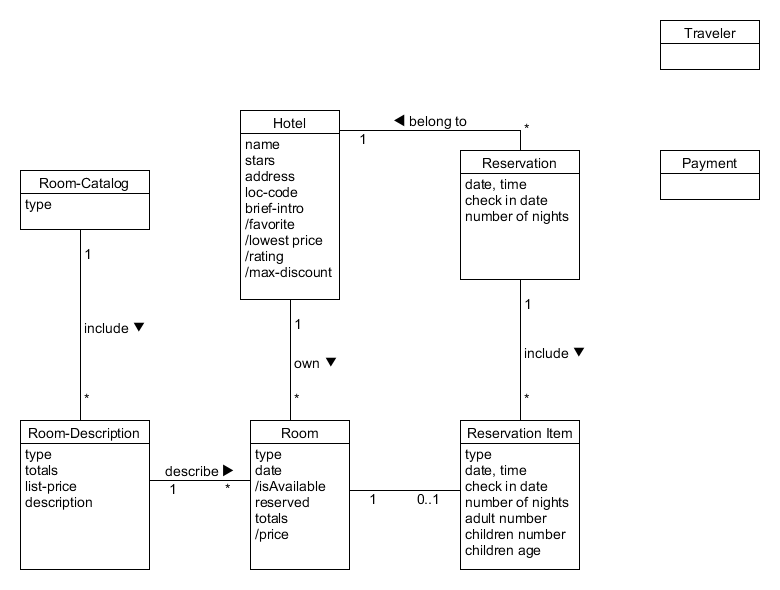 Traveler
Hotel
name
stars
address
loc-code
brief-intro
/favorite
/lowest price
/rating
/max-discount
◀ belong to
1
*
Reservation
date, time
check in date
number of nights
Payment
Room-Catalog
type
1
include ▼
*
1
own ▼
*
1
include ▼
*
Room-Description
type
totals
list-price
description
describe ▶
1
*
Room
type
date
/isAvailable
reserved
totals
/price
1
0..1
Reservation Item
type
date, time
check in date
number of nights
adult number
children number
children age